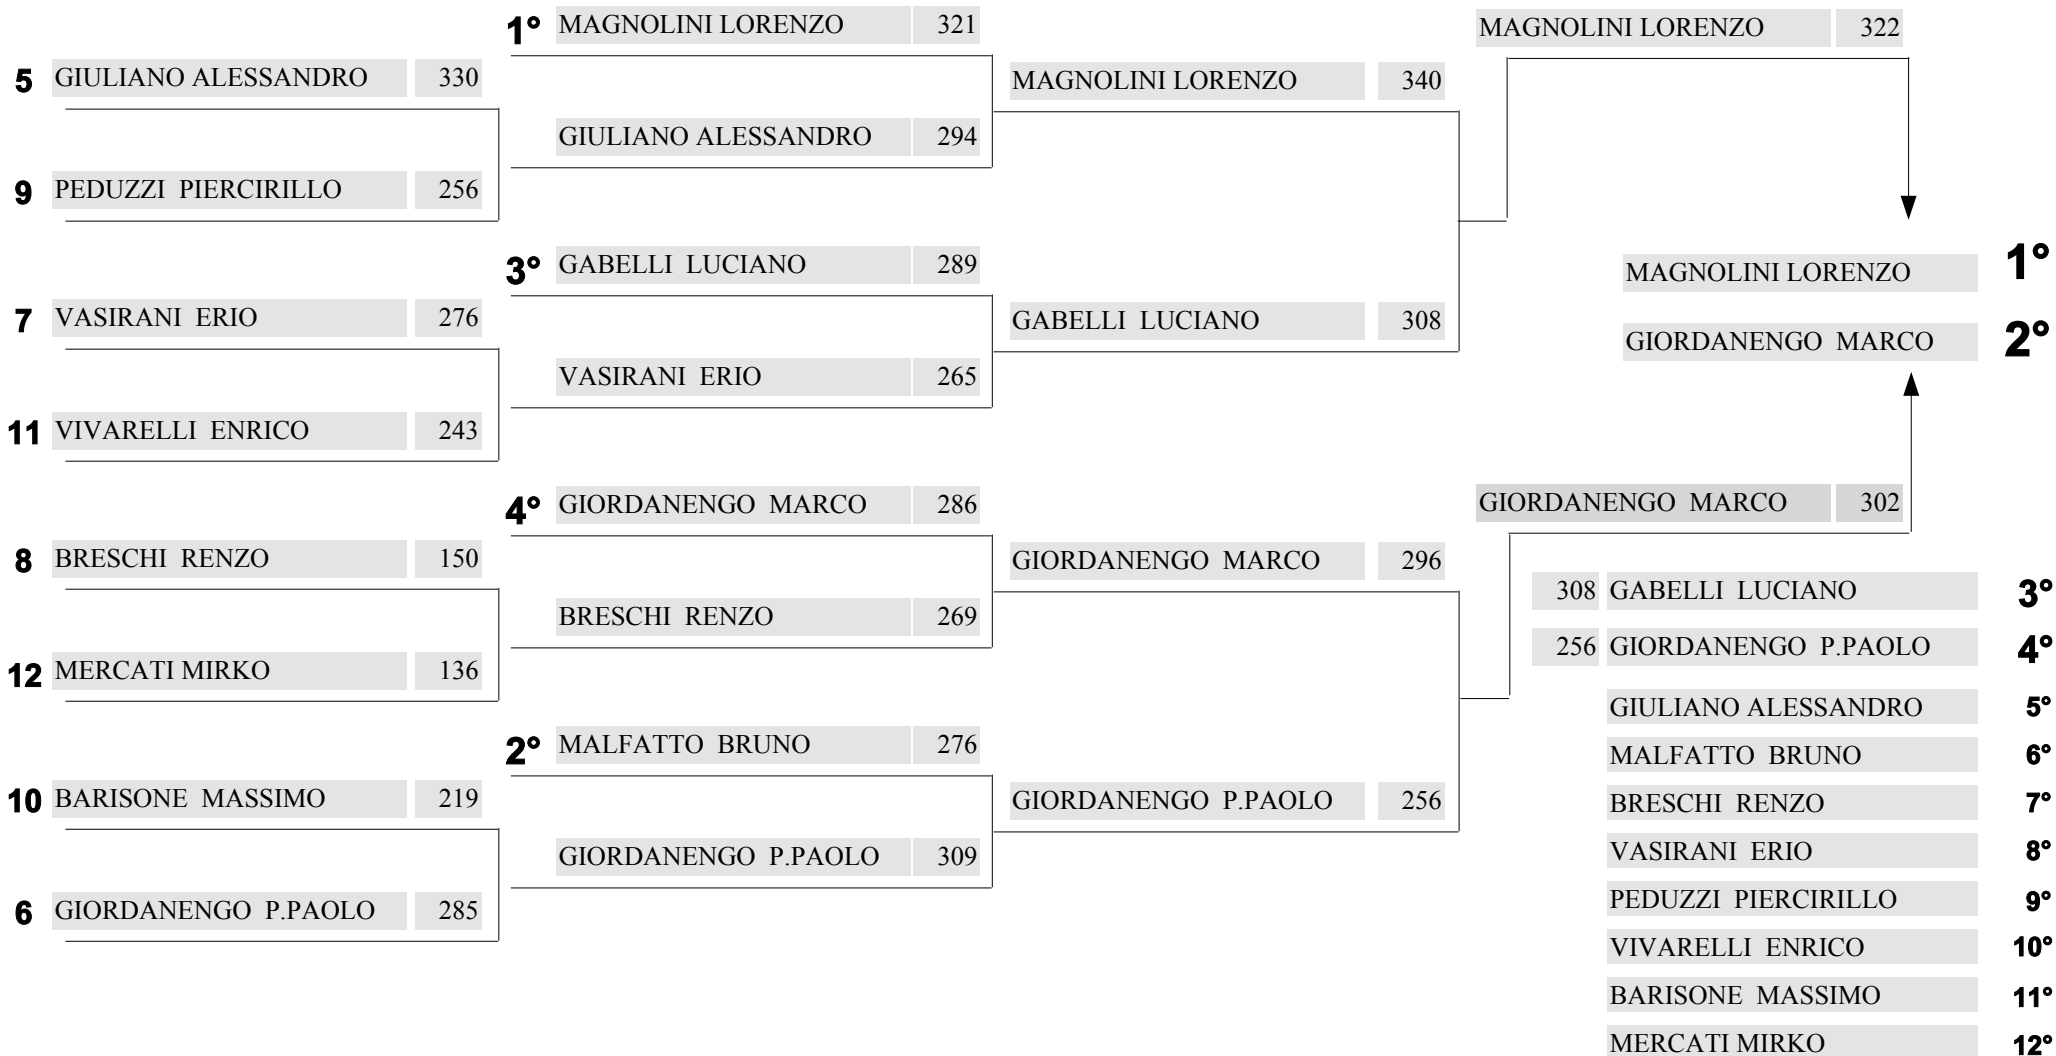 1° MAGNOLINI LORENZO 321
MAGNOLINI LORENZO 322
5 GIULIANO ALESSANDRO 330
MAGNOLINI LORENZO 340
GIULIANO ALESSANDRO 294
9 PEDUZZI PIERCIRILLO 256
3° GABELLI LUCIANO 289
MAGNOLINI LORENZO 1°
7 VASIRANI ERIO 276
GABELLI LUCIANO 308
GIORDANENGO MARCO 2°
VASIRANI ERIO 265
11 VIVARELLI ENRICO 243
4° GIORDANENGO MARCO 286
GIORDANENGO MARCO 302
8 BRESCHI RENZO 150
GIORDANENGO MARCO 296
308 GABELLI LUCIANO 3°
BRESCHI RENZO 269
256 GIORDANENGO P.PAOLO 4°
12 MERCATI MIRKO 136
GIULIANO ALESSANDRO 5°
2° MALFATTO BRUNO 276
MALFATTO BRUNO 6°
10 BARISONE MASSIMO 219
GIORDANENGO P.PAOLO 256
BRESCHI RENZO 7°
GIORDANENGO P.PAOLO 309
VASIRANI ERIO 8°
6 GIORDANENGO P.PAOLO 285
PEDUZZI PIERCIRILLO 9°
VIVARELLI ENRICO 10°
BARISONE MASSIMO 11°
MERCATI MIRKO 12°